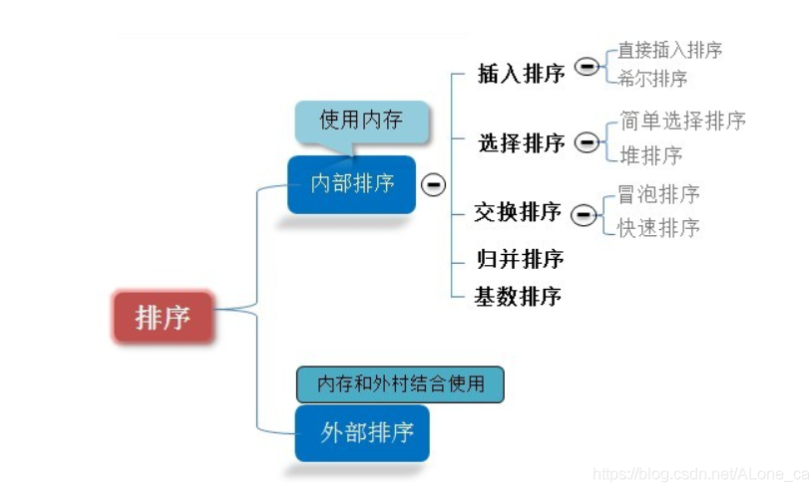 排序
使用内存
内部排序
插入排序
直接插入排序
希尔排序
选择排序
简单选择排序
堆排序
交换排序
冒泡排序
快速排序
归并排序
基数排序
内存和外村结合使用
外部排序
https://blog.csdn.net/ALone_ca